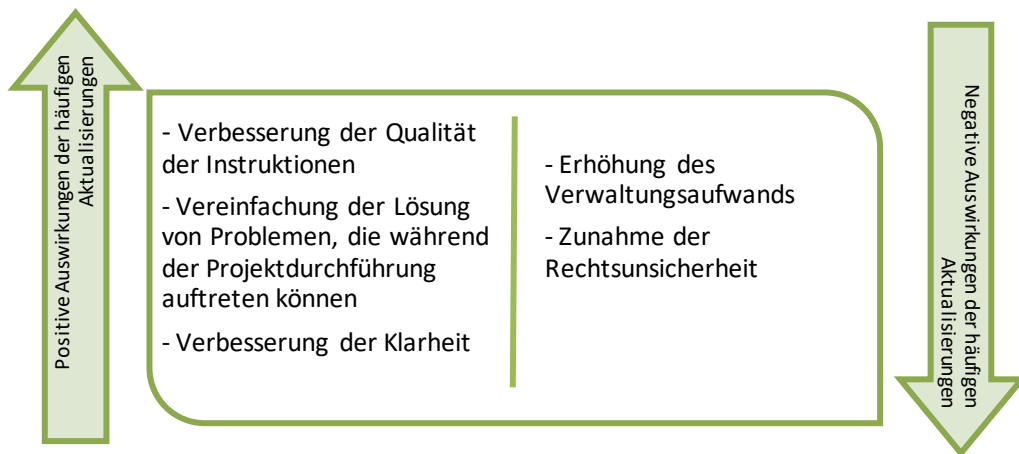 Positive Auswirkungen der häufigen
Aktualisierungen
- Verbesserung der Qualität
der Instruktionen
- Vereinfachung der Lösung
von Problemen, die während
der Projektdurchführung
auftreten können
- Verbesserung der Klarheit
- Erhöhung des
Verwaltungsaufwands
- Zunahme der
Rechtsunsicherheit
Negative Auswirkungen der häufigen
Aktualisierungen